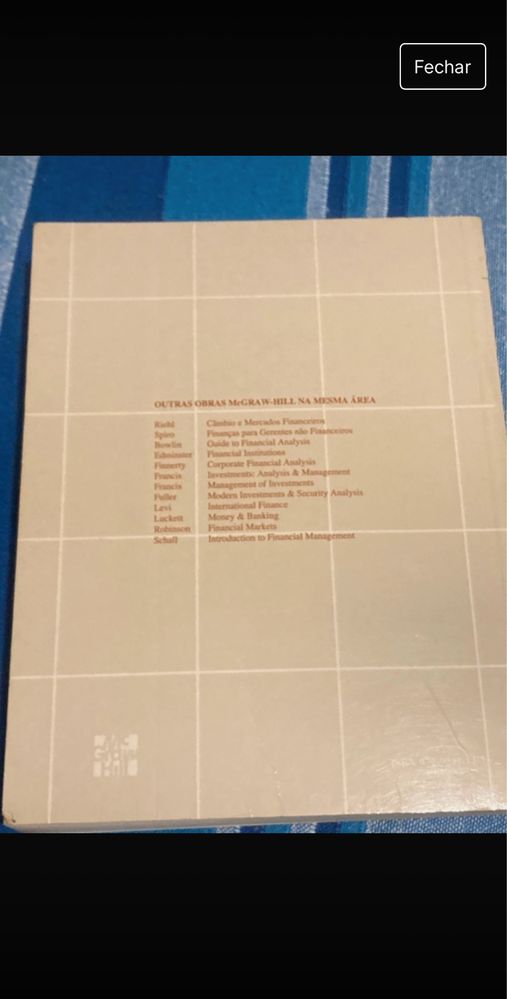 Fechar
OUTRAS OBRAS McGRAW-HILL NA MESMA ÁREA
Riehl Câmbio e Mercados Financeiros
Spiro Finanças para Gerentes não Financeiros
Bowlin Guide to Financial Analysis
Edminster Financial Institutions
Finnerty Corporate Financial Analysis
Francis Investments: Analysis & Management
Francis Management of Investments
Fuller Modern Investments & Security Analysis
Levi International Finance
Luckett Money & Banking
Robinson Financial Markets
Schall Introduction to Financial Management